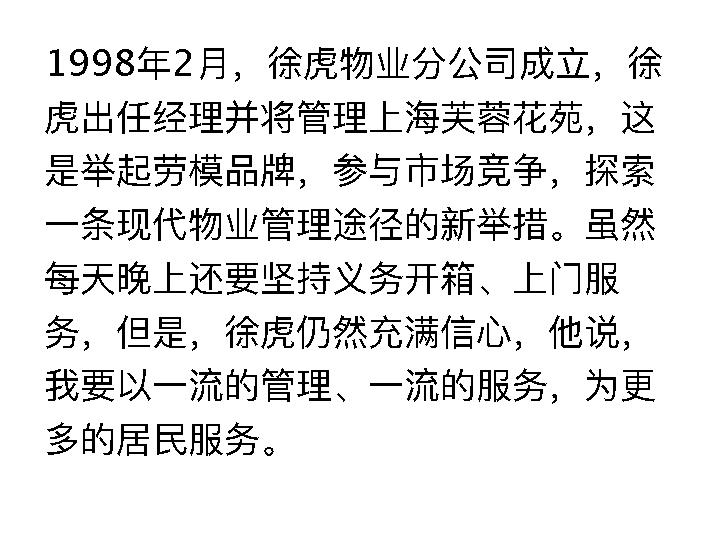 1998年2月，徐虎物业分公司成立，徐
虎出任经理并将管理上海芙蓉花苑，这
是举起劳模品牌，参与市场竞争，探索
一条现代物业管理途径的新举措。虽然
每天晚上还要坚持义务开箱、上门服
务，但是，徐虎仍然充满信心，他说，
我要以一流的管理、一流的服务，为更
多的居民服务。